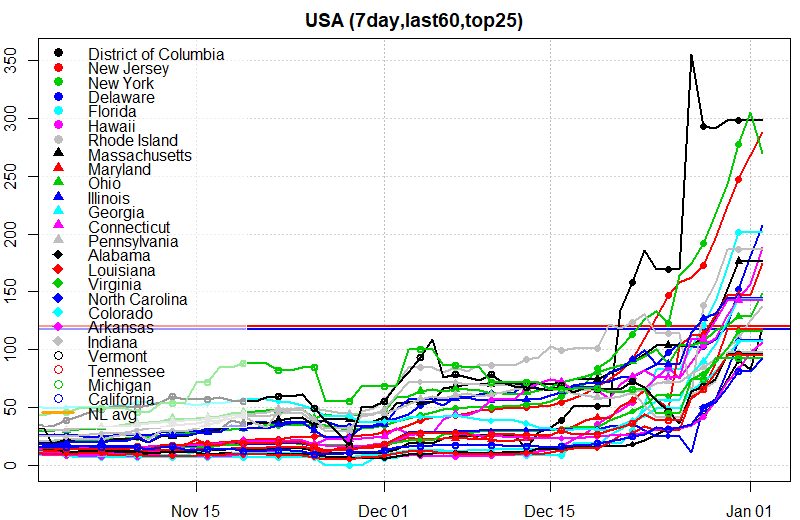 USA (7day,last60,top25)
350
300
250
200
150
100
50
0
District of Columbia
New Jersey
New York
Delaware
Florida
Hawaii
Rhode Island
Massachusetts
Maryland
Ohio
Illinois
Georgia
Connecticut
Pennsylvania
Alabama
Louisiana
Virginia
North Carolina
Colorado
Arkansas
Indiana
Vermont
Tennessee
Michigan
California
NL avg
Nov 15
Dec 01
Dec 15
Jan 01